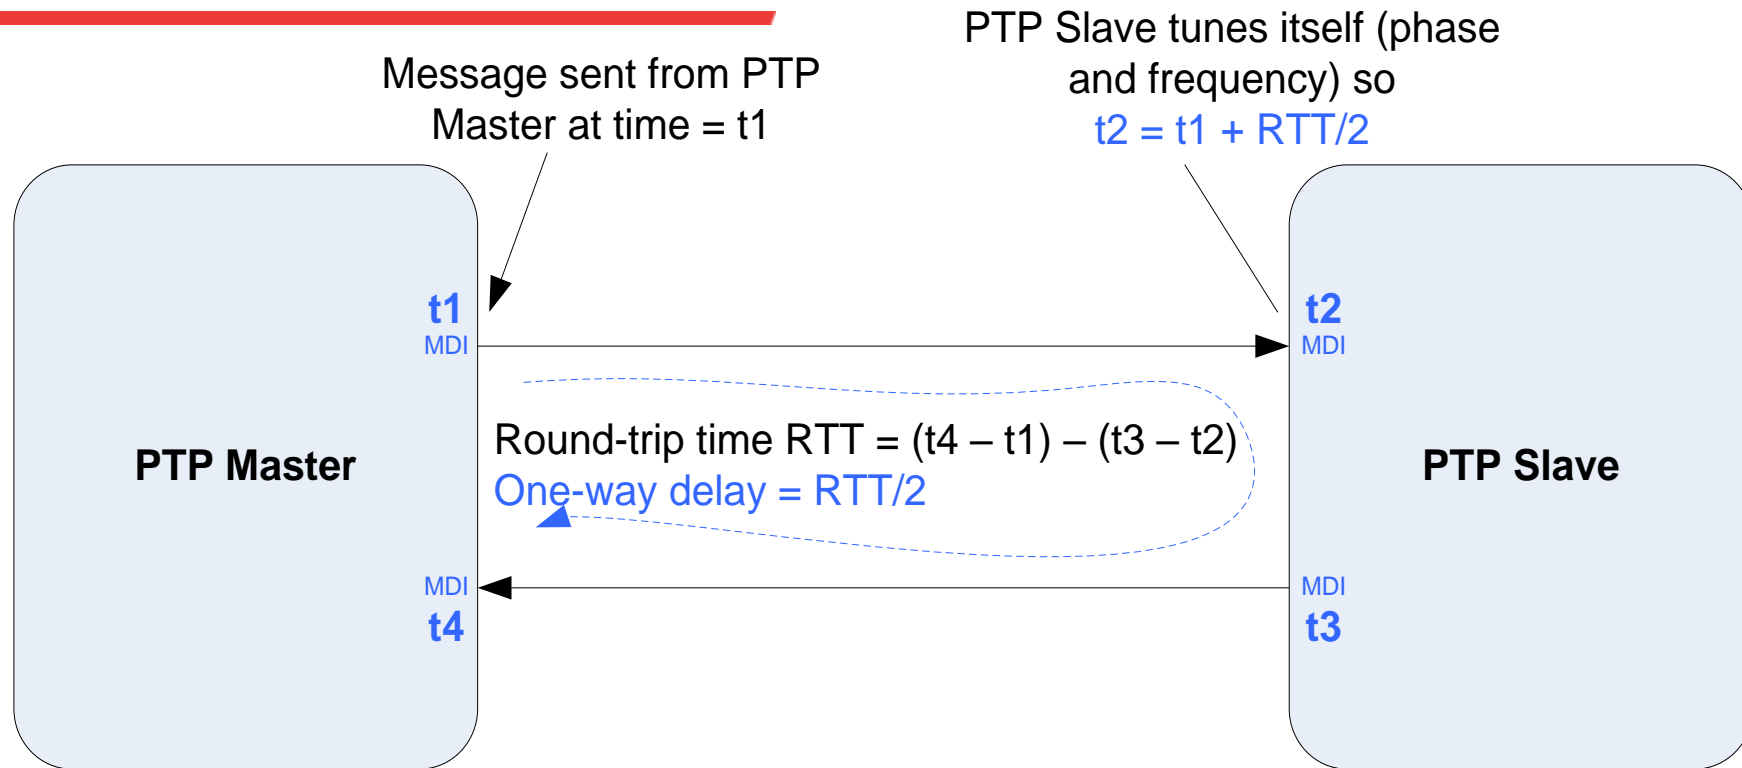 Message sent from PTP
Master at time = t1
PTP Slave tunes itself (phase
and frequency) so
t2 = t1 + RTT/2
t1
MDI
t2
MDI
Round-trip time RTT = (t4 – t1) – (t3 – t2)
One-way delay = RTT/2
PTP Master
PTP Slave
MDI
t4
MDI
t3